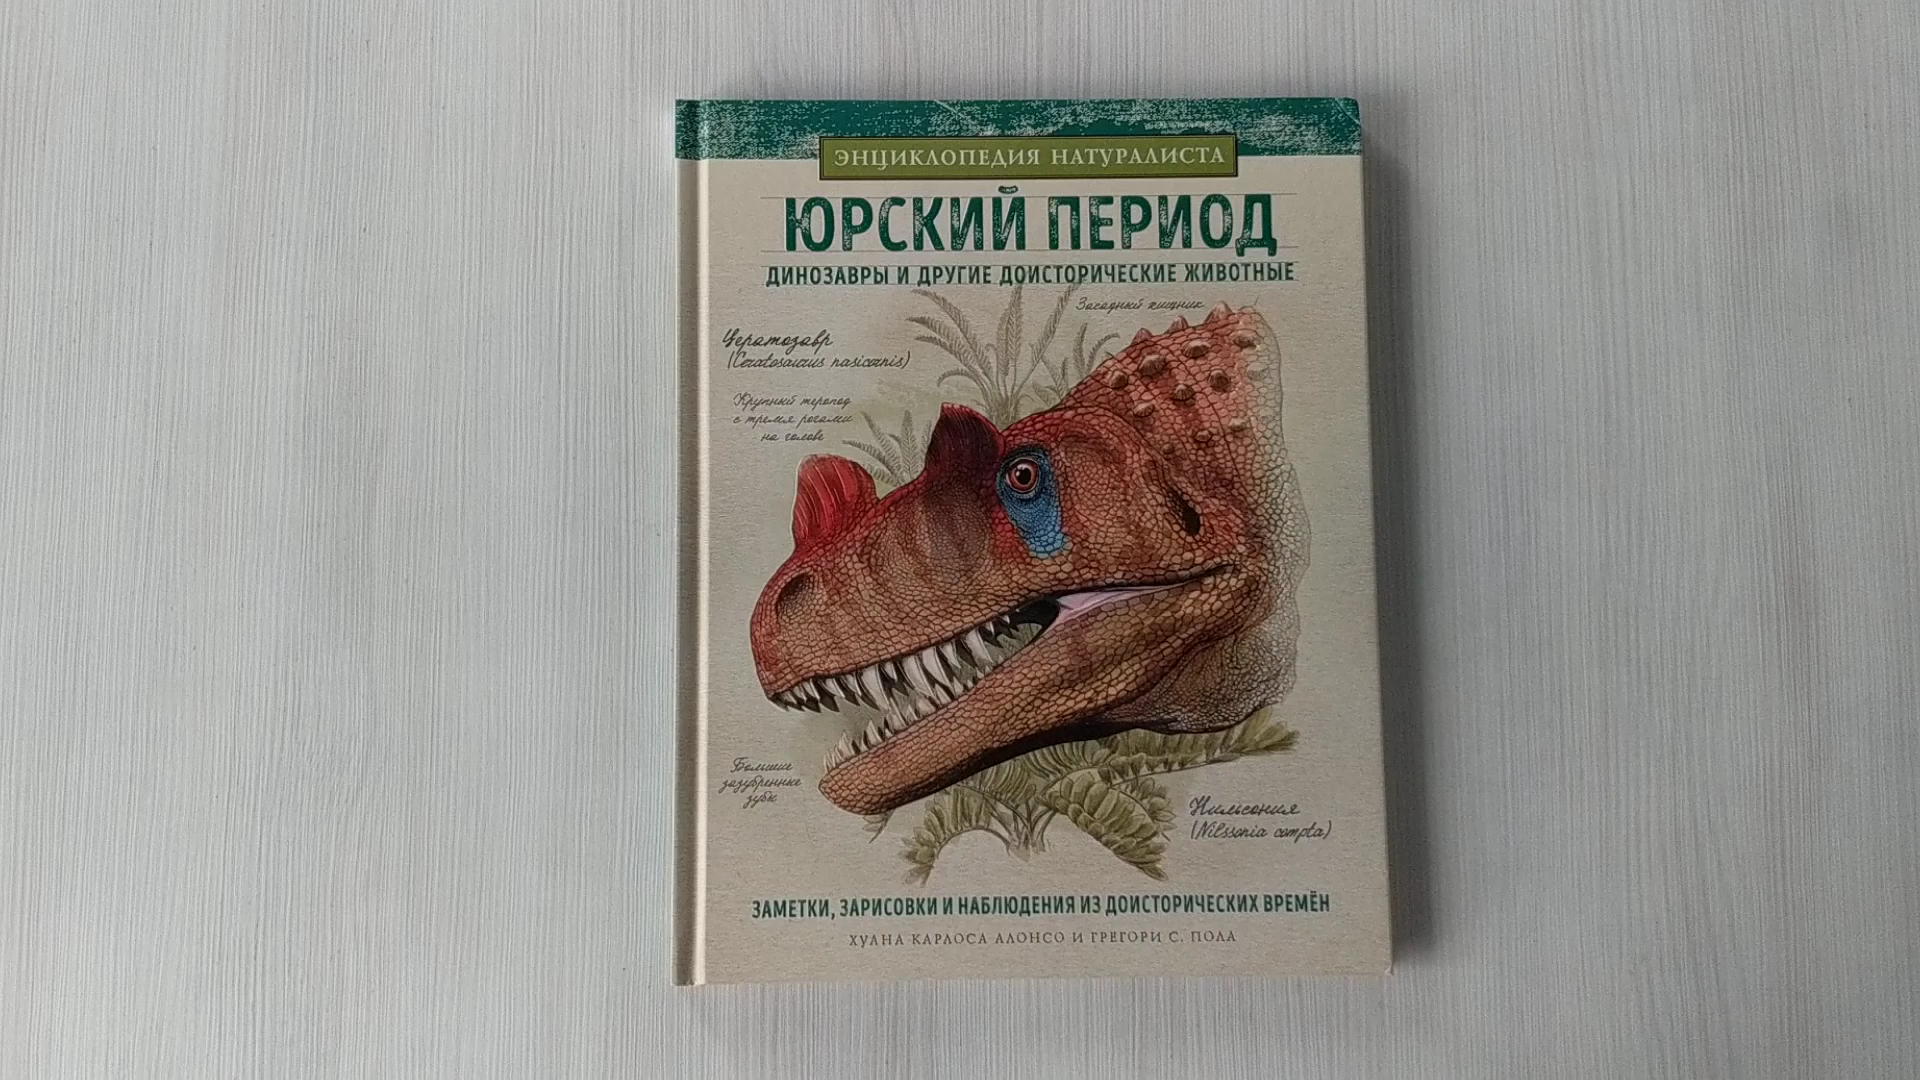 ЭНЦИКЛОПЕДИЯ НАТУРАЛИСТА
ЮРСКИЙ ПЕРИОД
ДИНОЗАВРЫ И ДРУГИЕ ДОИСТОРИЧЕСКИЕ ЖИВОТНЫЕ
Засадный хищник
Цератозавр
(Ceratosaurus nasicornis)
Крупный теропод
с тремя рогами
на голове
Большие
зазубренные
зубы
Нильсония
(Nilssonia compta)
ЗАМЕТКИ, ЗАРИСОВКИ И НАБЛЮДЕНИЯ ИЗ ДОИСТОРИЧЕСКИХ ВРЕМЁН
ХУАНА КАРЛОСА АЛОНСО И ГРЕГОРИ С. ПОЛА